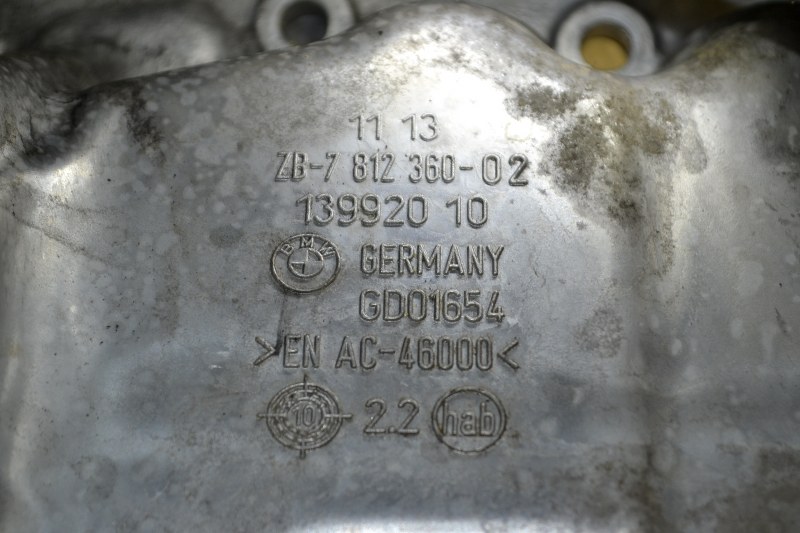 11 13
ZB-7 812 360-02
139920 10
BMW GERMANY
GD01654
>EN AC-46000<
10 2.2 hab